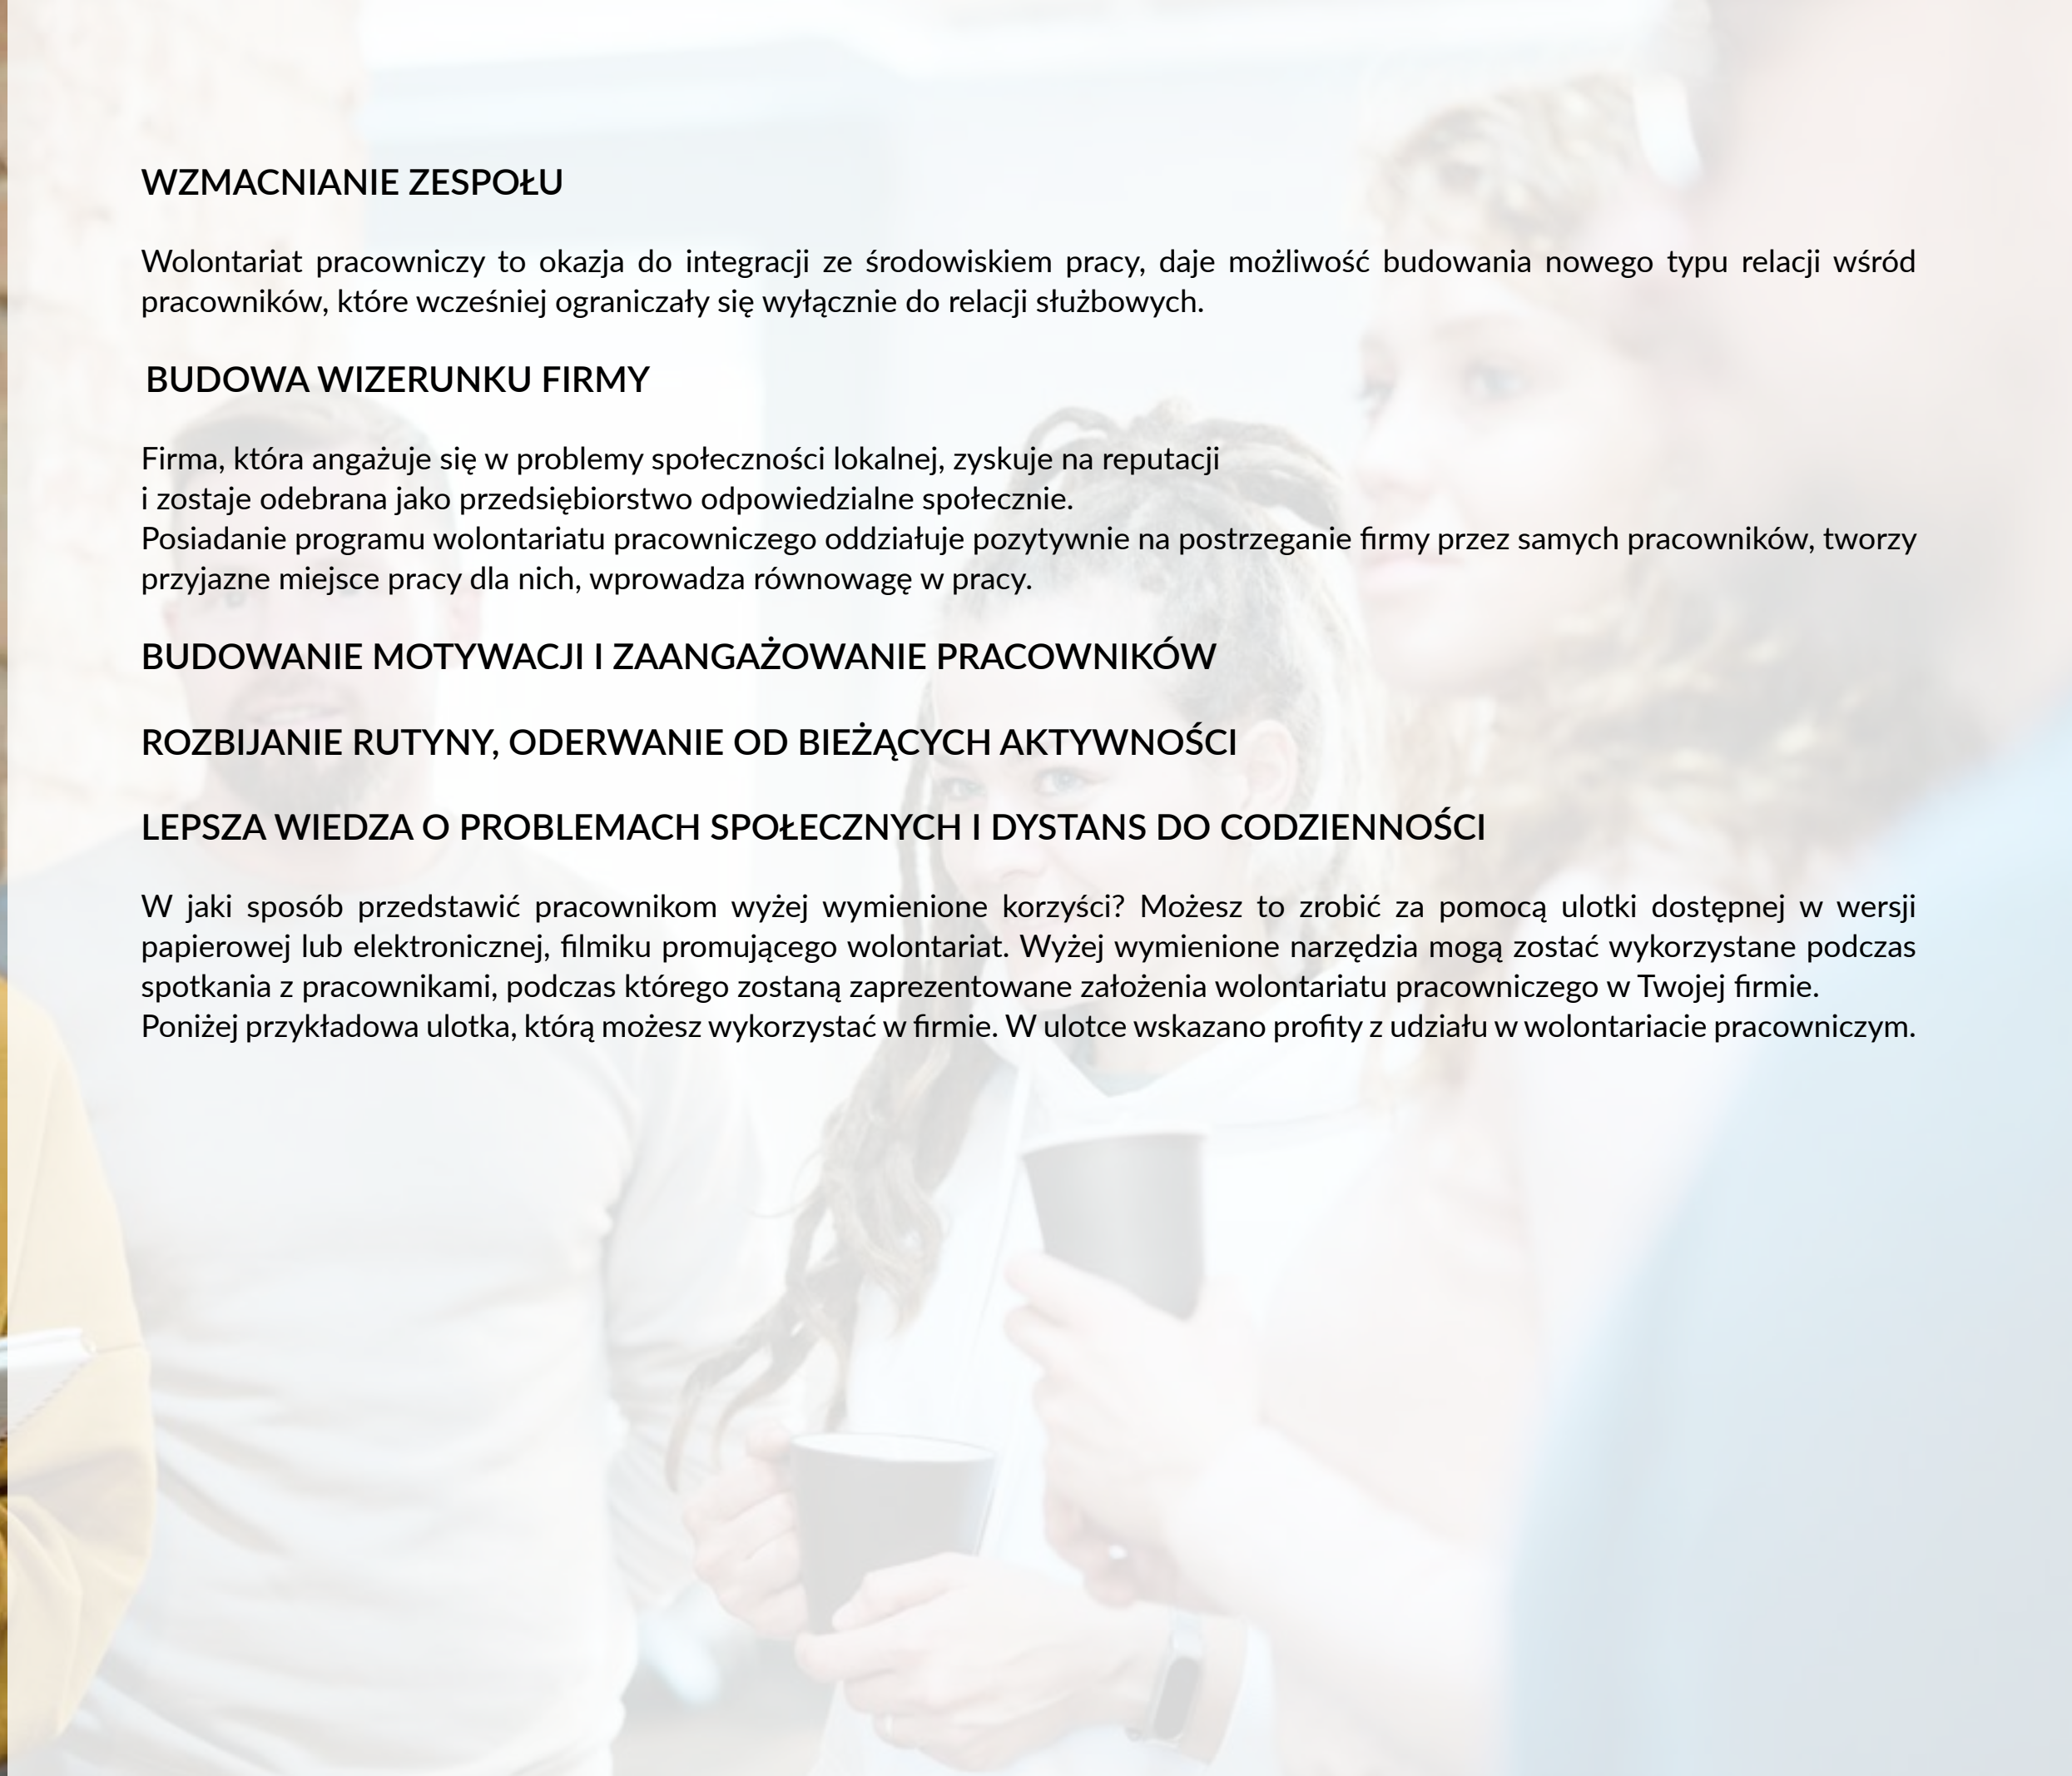 WZMACNIANIE ZESPOŁU
Wolontariat pracowniczy to okazja do integracji ze środowiskiem pracy, daje możliwość budowania nowego typu relacji wśród
pracowników, które wcześniej ograniczały się wyłącznie do relacji służbowych.
BUDOWA WIZERUNKU FIRMY
Firma, która angażuje się w problemy społeczności lokalnej, zyskuje na reputacji
i zostaje odebrana jako przedsiębiorstwo odpowiedzialne społecznie.
Posiadanie programu wolontariatu pracowniczego oddziałuje pozytywnie na postrzeganie firmy przez samych pracowników, tworzy
przyjazne miejsce pracy dla nich, wprowadza równowagę w pracy.
BUDOWANIE MOTYWACJI I ZAANGAŻOWANIE PRACOWNIKÓW
ROZBIJANIE RUTYNY, ODERWANIE OD BIEŻĄCYCH AKTYWNOŚCI
LEPSZA WIEDZA O PROBLEMACH SPOŁECZNYCH I DYSTANS DO CODZIENNOŚCI
W jaki sposób przedstawić pracownikom wyżej wymienione korzyści? Możesz to zrobić za pomocą ulotki dostępnej w wersji
papierowej lub elektronicznej, filmiku promującego wolontariat. Wyżej wymienione narzędzia mogą zostać wykorzystane podczas
spotkania z pracownikami, podczas którego zostaną zaprezentowane założenia wolontariatu pracowniczego w Twojej firmie.
Poniżej przykładowa ulotka, którą możesz wykorzystać w firmie. W ulotce wskazano profity z udziału w wolontariacie pracowniczym.